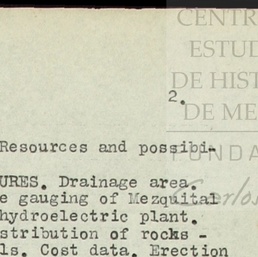 CENTR
ESTUD
DE HIST
DE ME
FUNDA
Carlos
2.
Resources and possibi-
URES. Drainage area.
e gauging of Mezquital
hydroelectric plant.
stribution of rocks -
ls. Cost data. Erection